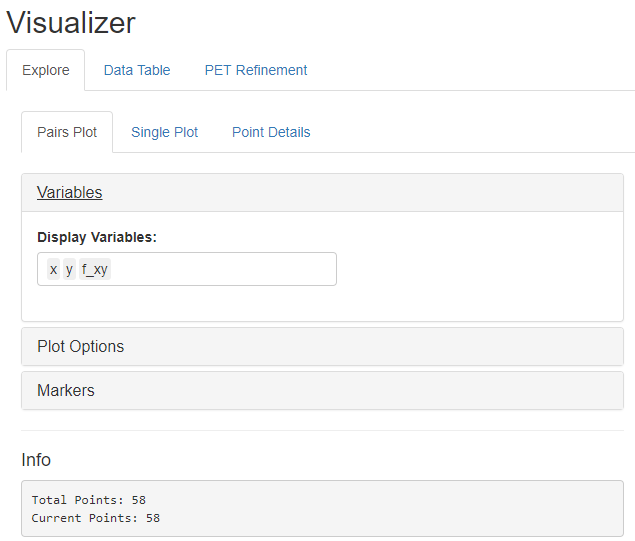 Visualizer
Explore Data Table PET Refinement
Pairs Plot Single Plot Point Details
Variables
Display Variables:
x y f_xy
Plot Options
Markers
Info
Total Points: 58
Current Points: 58